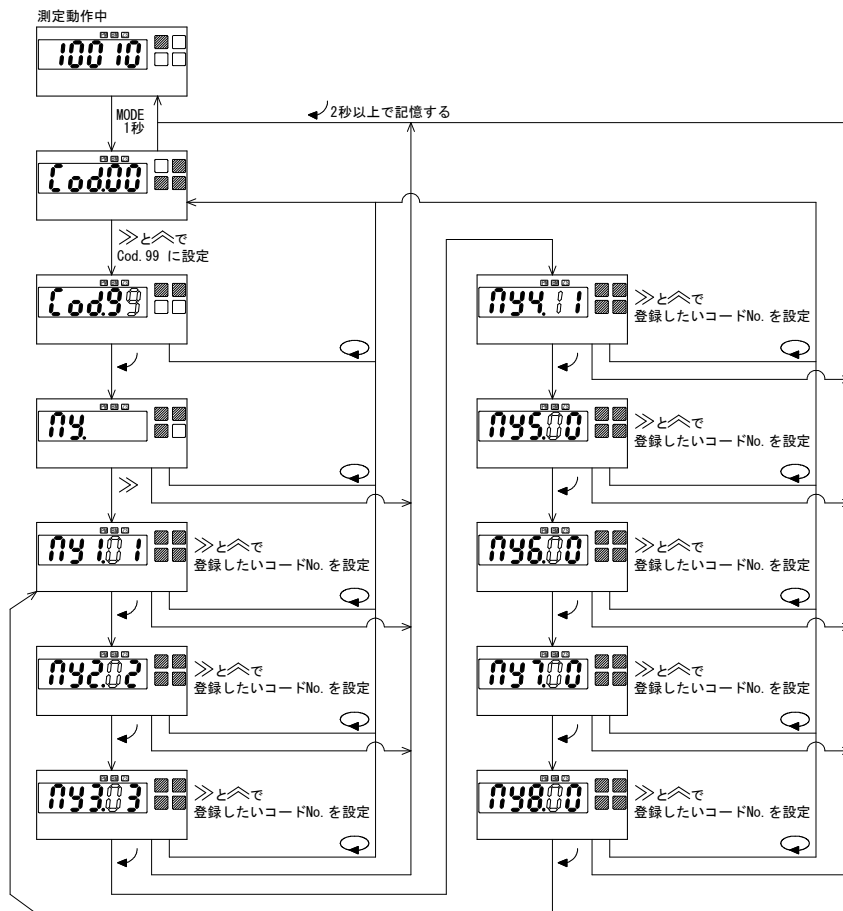 測定動作中
10010
MODE
1秒
2秒以上で記憶する
Cod.00
≫と︽で
Cod.99 に設定
Cod.99
My.
≫
My1.01
≫と︽で
登録したいコードNo. を設定
My2.02
≫と︽で
登録したいコードNo. を設定
My3.03
≫と︽で
登録したいコードNo. を設定
My4.11
≫と︽で
登録したいコードNo. を設定
My5.00
≫と︽で
登録したいコードNo. を設定
My6.00
≫と︽で
登録したいコードNo. を設定
My7.00
≫と︽で
登録したいコードNo. を設定
My8.00
≫と︽で
登録したいコードNo. を設定